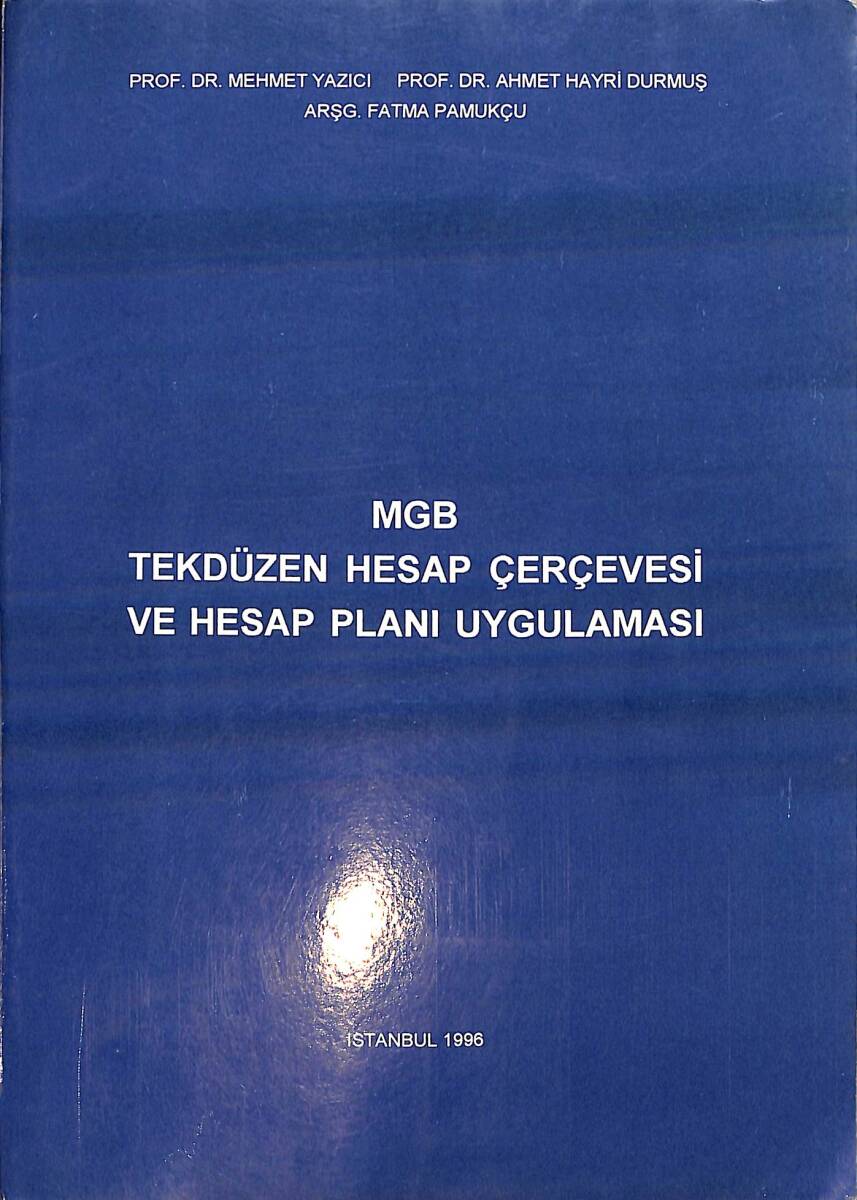 PROF. DR. MEHMET YAZICI PROF. DR. AHMET HAYRİ DURMUŞ
ARŞG. FATMA PAMUKÇU
MGB
TEKDÜZEN HESAP ÇERÇEVESİ
VE HESAP PLANI UYGULAMASI
İSTANBUL 1996